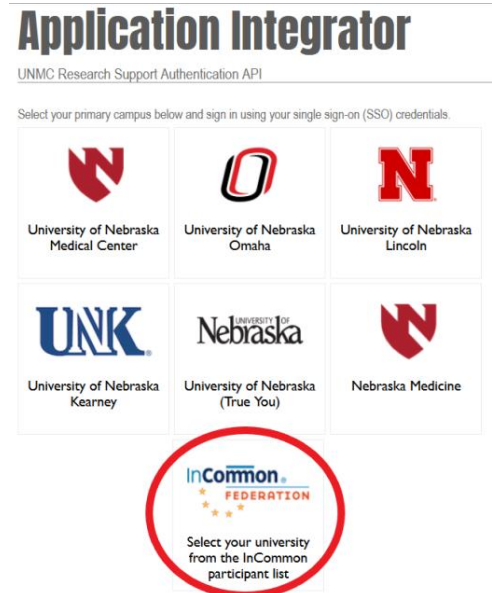 Application Integrator
UNMC Research Support Authentication API
Select your primary campus below and sign in using your single sign-on (SSO) credentials.
N
University of Nebraska
Medical Center
O
University of Nebraska
Omaha
N
University of Nebraska
Lincoln
UNK.
University of Nebraska
Kearney
UNIVERSITY OF
Nebraska
University of Nebraska
(True You)
N
Nebraska Medicine
InCommon®
FEDERATION
Select your university
from the InCommon
participant list